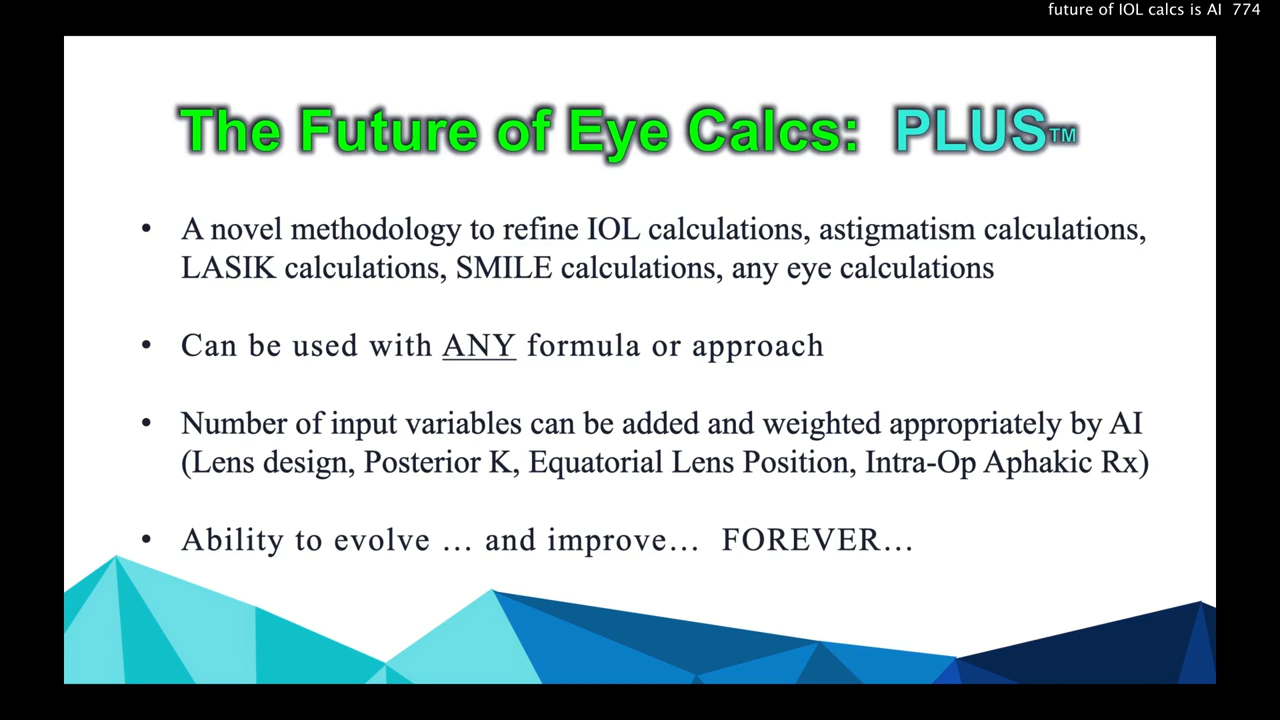 future of IOL calcs is AI 774
The Future of Eye Calcs: PLUS™
• A novel methodology to refine IOL calculations, astigmatism calculations,
LASIK calculations, SMILE calculations, any eye calculations
• Can be used with ANY formula or approach
• Number of input variables can be added and weighted appropriately by AI
(Lens design, Posterior K, Equatorial Lens Position, Intra-Op Aphakic Rx)
• Ability to evolve … and improve… FOREVER…